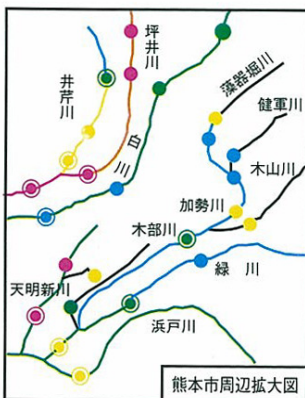 坪井川
井芹川
白川
藻器堀川
健軍川
木山川
加勢川
木部川
天明新川
緑川
浜戸川
熊本市周辺拡大図